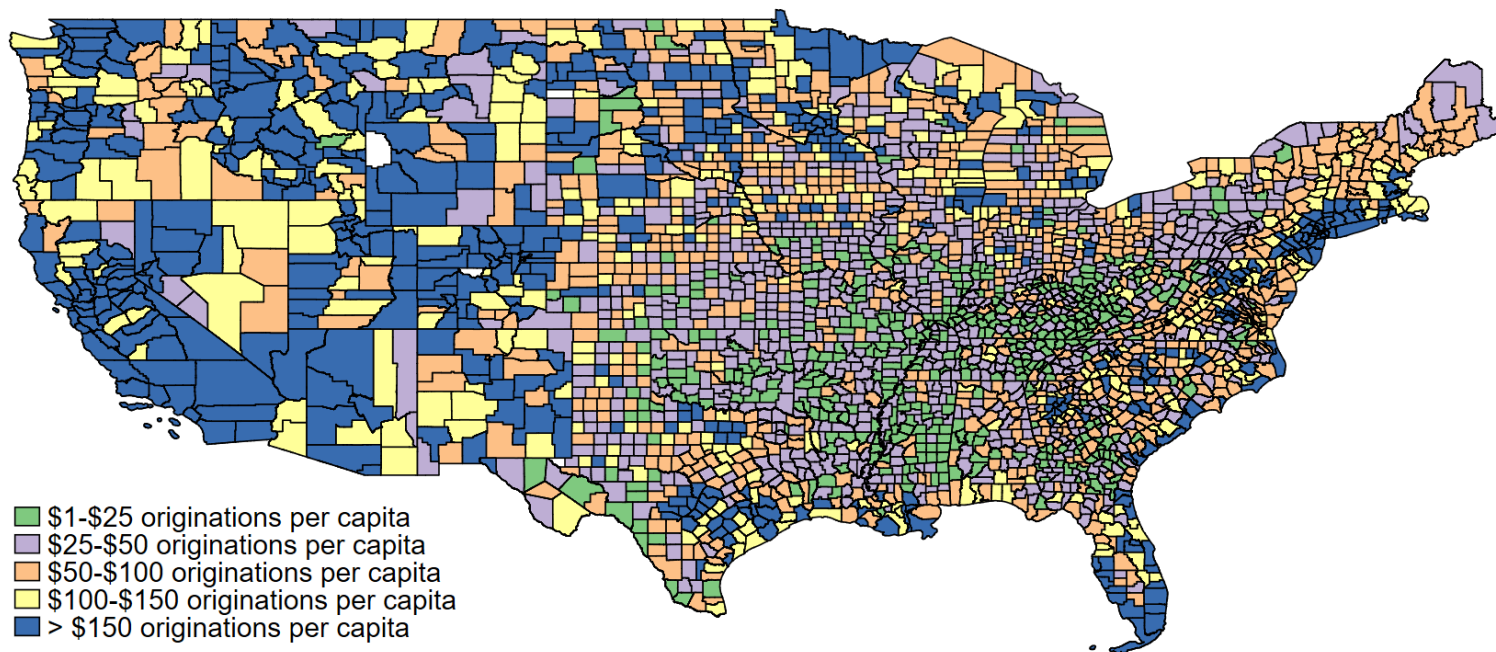 $1-$25 originations per capita
$25-$50 originations per capita
$50-$100 originations per capita
$100-$150 originations per capita
> $150 originations per capita